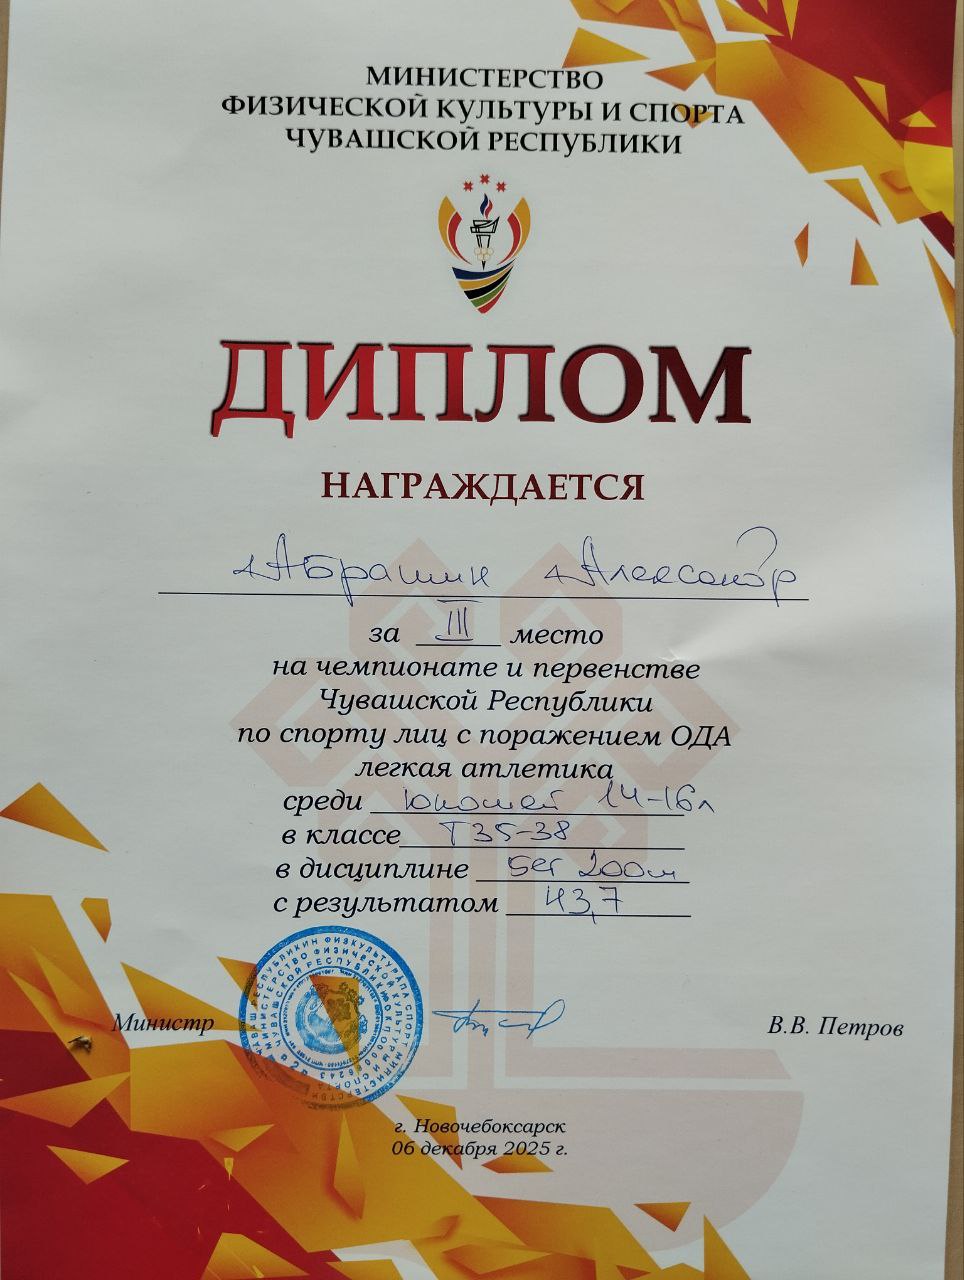 МИНИСТЕРСТВО
ФИЗИЧЕСКОЙ КУЛЬТУРЫ И СПОРТА
ЧУВАШСКОЙ РЕСПУБЛИКИ
ДИПЛОМ
НАГРАЖДАЕТСЯ
Абрашин Александр
за III место
на чемпионате и первенстве
Чувашской Республики
по спорту лиц с поражением ОДА
легкая атлетика
среди Юношей 14-16л
в классе Т35-38
в дисциплине Бег 200м
с результатом 43,7
Министр
В.В. Петров
г. Новочебоксарск
06 декабря 2025 г.